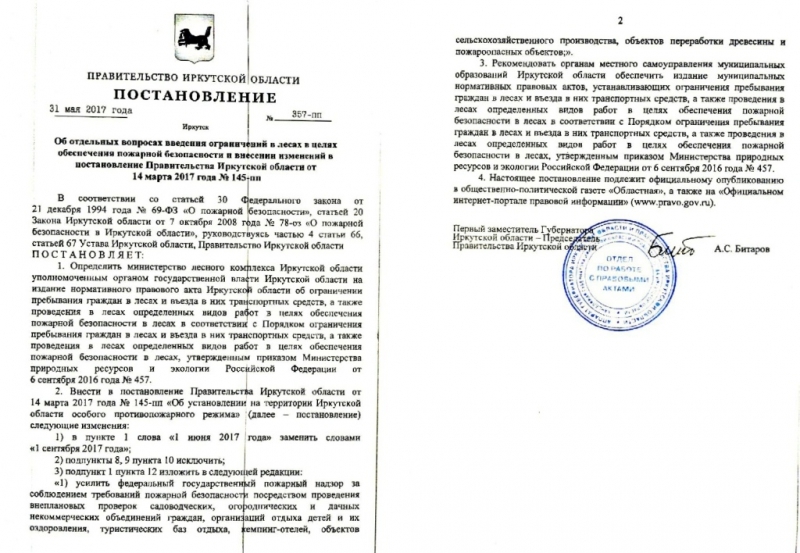 ПРАВИТЕЛЬСТВО ИРКУТСКОЙ ОБЛАСТИ
ПОСТАНОВЛЕНИЕ
31 мая 2017 года № 357-пп
Иркутск
Об отдельных вопросах введения ограничений в лесах в целях
обеспечения пожарной безопасности и внесении изменений в
постановление Правительства Иркутской области от
14 марта 2017 года № 145-пп
В соответствии со статьей 30 Федерального закона от
21 декабря 1994 года № 69-ФЗ «О пожарной безопасности», статьей 20
Закона Иркутской области от 7 октября 2008 года № 78-оз «О пожарной
безопасности в Иркутской области», руководствуясь частью 4 статьи 66,
статьей 67 Устава Иркутской области, Правительство Иркутской области
П О С Т А Н О В Л Я Е Т:
1. Определить министерство лесного комплекса Иркутской области
уполномоченным органом государственной власти Иркутской области на
издание нормативного правового акта Иркутской области об ограничении
пребывания граждан в лесах и въезда в них транспортных средств, а также
проведения в лесах определенных видов работ в целях обеспечения
пожарной безопасности в лесах в соответствии с Порядком ограничения
пребывания граждан в лесах и въезда в них транспортных средств, а также
проведения в лесах определенных видов работ в целях обеспечения
пожарной безопасности в лесах, утвержденным приказом Министерства
природных ресурсов и экологии Российской Федерации от
6 сентября 2016 года № 457.
2. Внести в постановление Правительства Иркутской области от
14 марта 2017 года № 145-пп «Об установлении на территории Иркутской
области особого противопожарного режима» (далее – постановление)
следующие изменения:
1) в пункте 1 слова «1 июня 2017 года» заменить словами
«1 сентября 2017 года»;
2) подпункты 8, 9 пункта 10 исключить;
3) подпункт 1 пункта 12 изложить в следующей редакции:
«1) усилить федеральный государственный пожарный надзор за
соблюдением требований пожарной безопасности посредством проведения
внеплановых проверок садоводческих, огороднических и дачных
некоммерческих объединений граждан, организаций отдыха детей и их
оздоровления, туристических баз отдыха, кемпинг-отелей, объектов
2
сельскохозяйственного производства, объектов переработки древесины и
пожароопасных объектов;».
3. Рекомендовать органам местного самоуправления муниципальных
образований Иркутской области обеспечить издание муниципальных
нормативных правовых актов, устанавливающих ограничения пребывания
граждан в лесах и въезда в них транспортных средств, а также проведения в
лесах определенных видов работ в целях обеспечения пожарной
безопасности в лесах в соответствии с Порядком ограничения пребывания
граждан в лесах и въезда в них транспортных средств, а также проведения в
лесах определенных видов работ в целях обеспечения пожарной
безопасности в лесах, утвержденным приказом Министерства природных
ресурсов и экологии Российской Федерации от 6 сентября 2016 года № 457.
4. Настоящее постановление подлежит официальному опубликованию
в общественно-политической газете «Областная», а также на «Официальном
интернет-портале правовой информации» (www.pravo.gov.ru).
Первый заместитель Губернатора
Иркутской области – Председатель
Правительства Иркутской области А.С. Битаров
ОТДЕЛ
ПО РАБОТЕ
С ПРАВОВЫМИ
АКТАМИ